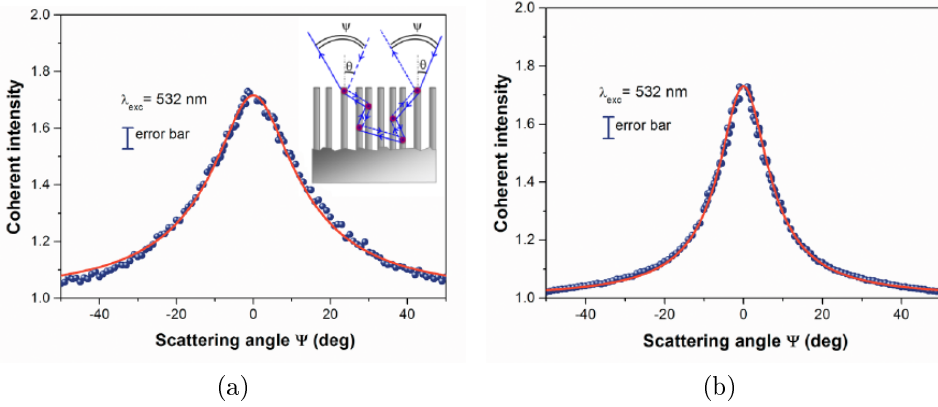 2.0
1.8
1.6
1.4
1.2
1.0
Coherent intensity
λexc= 532 nm
error bar
Ψ Ψ
θ θ
-40 -20 0 20 40
Scattering angle Ψ (deg)
(a)
2.0
1.8
1.6
1.4
1.2
1.0
Coherent intensity
λexc= 532 nm
error bar
-40 -20 0 20 40
Scattering angle Ψ (deg)
(b)